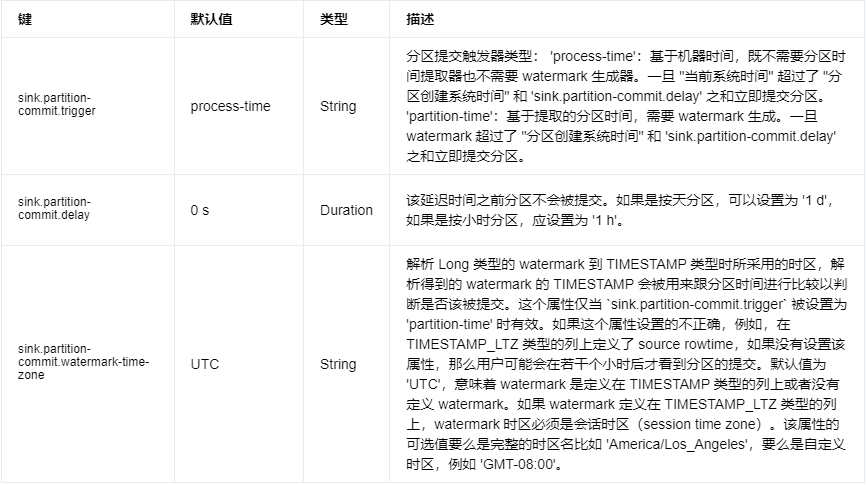 键 默认值 类型 描述
sink.partition-
commit.trigger
process-time
String
分区提交触发器类型： 'process-time'：基于机器时间，既不需要分区时
间提取器也不需要 watermark 生成器。一旦 "当前系统时间" 超过了 "分
区创建系统时间" 和 'sink.partition-commit.delay' 之和立即提交分区。
'partition-time'：基于提取的分区时间，需要 watermark 生成。一旦
watermark 超过了 "分区创建系统时间" 和 'sink.partition-commit.delay'
之和立即提交分区。
sink.partition-
commit.delay
0 s
Duration
该延迟时间之前分区不会被提交。如果是按天分区，可以设置为 '1 d'，
如果是按小时分区，应设置为 '1 h'。
sink.partition-
commit.watermark-time-
zone
UTC
String
解析 Long 类型的 watermark 到 TIMESTAMP 类型时所采用的时区，解
析得到的 watermark 的 TIMESTAMP 会被用来跟分区时间进行比较以判
断是否该被提交。这个属性仅当 `sink.partition-commit.trigger` 被设置为
'partition-time' 时有效。如果这个属性设置的不正确，例如，在
TIMESTAMP_LTZ 类型的列上定义了 source rowtime，如果没有设置该
属性，那么用户可能会在若干个小时后才看到分区的提交。默认值为
'UTC'，意味着 watermark 是定义在 TIMESTAMP 类型的列上或者没有
定义 watermark。如果 watermark 定义在 TIMESTAMP_LTZ 类型的列
上，watermark 时区必须是会话时区（session time zone）。该属性的
可选值要么是完整的时区名比如 'America/Los_Angeles'，要么是自定义
时区，例如 'GMT-08:00'。